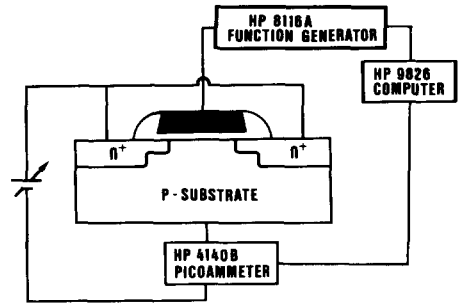 HP 8116A
FUNCTION GENERATOR
HP 9826
COMPUTER
n+
n+
P-SUBSTRATE
HP 4140B
PICOAMMETER